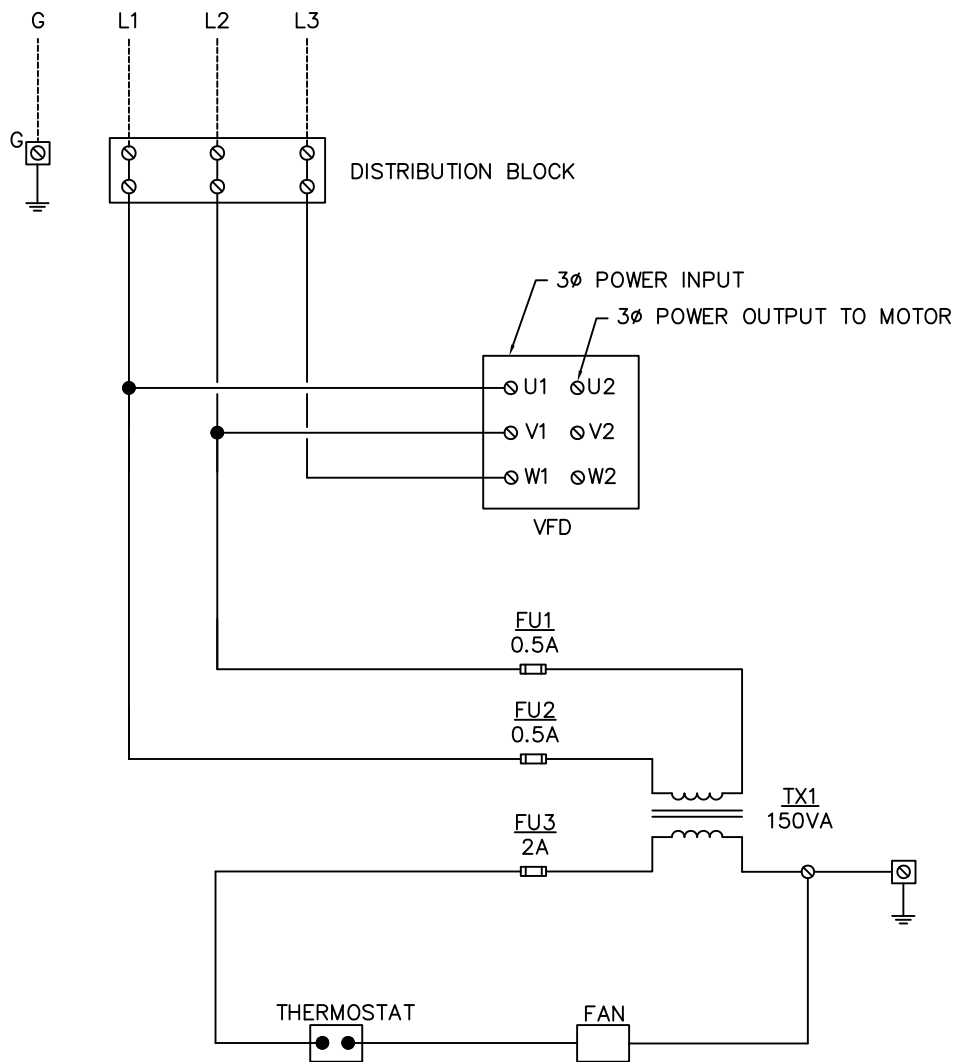 G L1 L2 L3
G
DISTRIBUTION BLOCK
3ø POWER INPUT
3ø POWER OUTPUT TO MOTOR
U1 U2
V1 V2
W1 W2
VFD
FU1
0.5A
FU2
0.5A
TX1
150VA
FU3
2A
THERMOSTAT
FAN